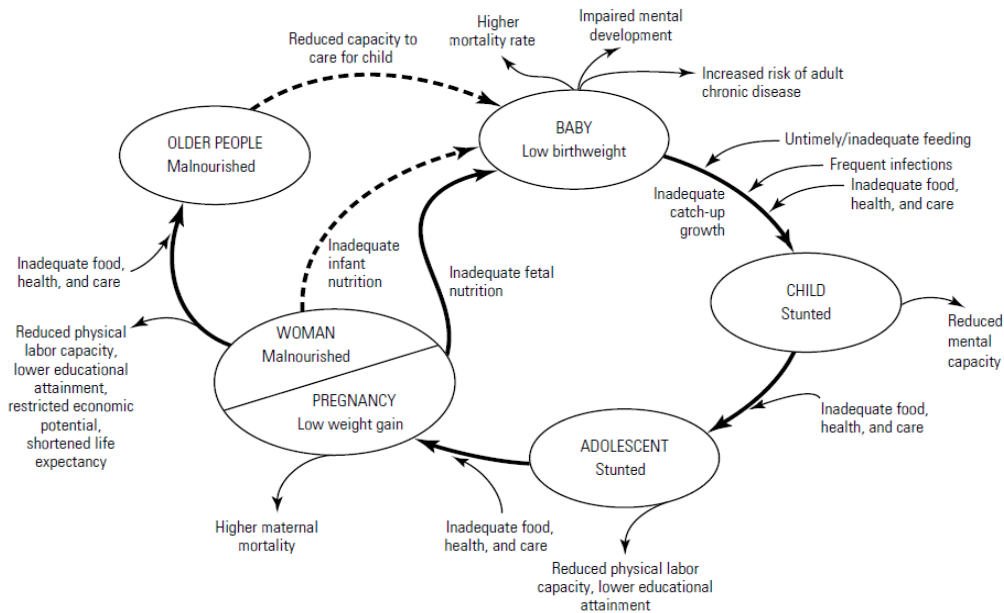 Higher
mortality rate
Impaired mental
development
Reduced capacity to
care for child
Increased risk of adult
chronic disease
OLDER PEOPLE
Malnourished
BABY
Low birthweight
Untimely/inadequate feeding
Frequent infections
Inadequate food,
health, and care
Inadequate
catch-up
growth
Inadequate food,
health, and care
Inadequate
infant
nutrition
Inadequate fetal
nutrition
CHILD
Stunted
Reduced
mental
capacity
Reduced physical
labor capacity,
lower educational
attainment,
restricted economic
potential,
shortened life
expectancy
WOMAN
Malnourished
PREGNANCY
Low weight gain
Inadequate food,
health, and care
ADOLESCENT
Stunted
Higher maternal
mortality
Inadequate food,
health, and care
Reduced physical labor
capacity, lower educational
attainment